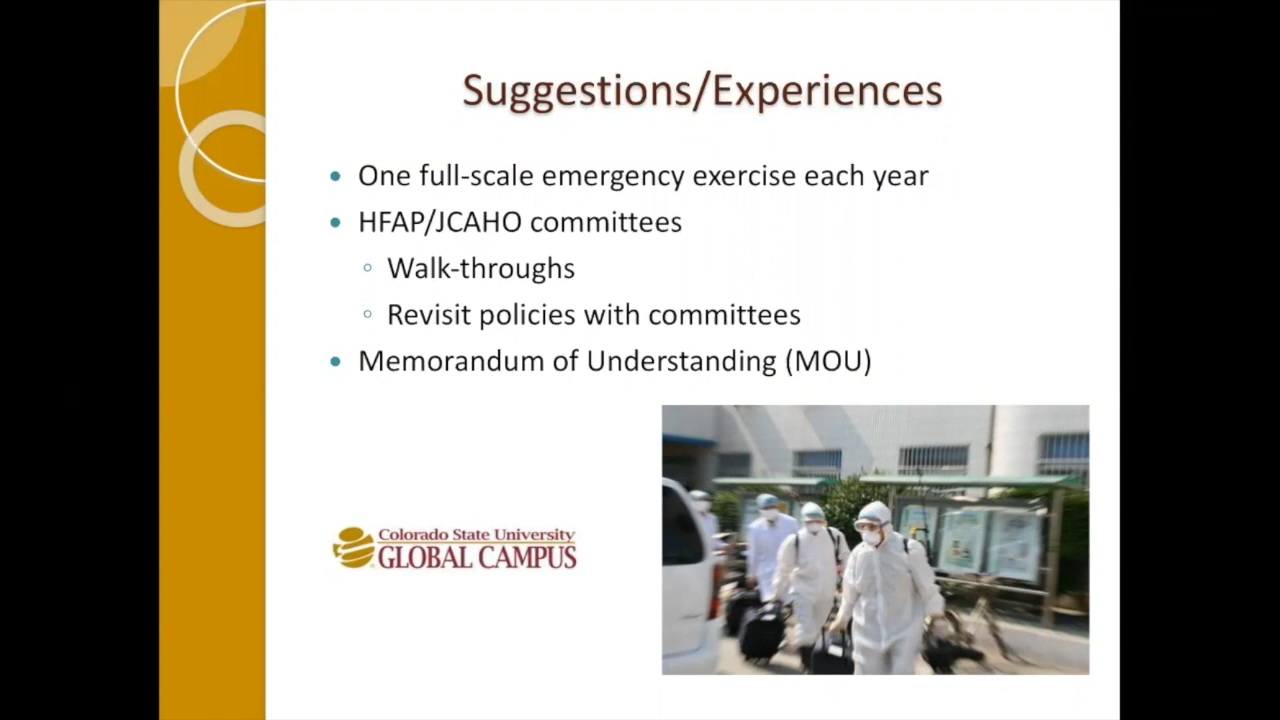 Suggestions/Experiences
• One full-scale emergency exercise each year
• HFAP/JCAHO committees
◦ Walk-throughs
◦ Revisit policies with committees
• Memorandum of Understanding (MOU)
Colorado State University
GLOBAL CAMPUS